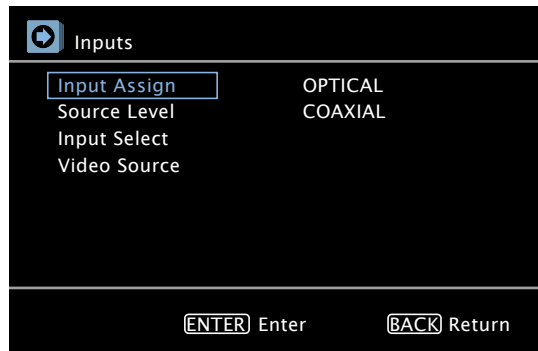 Inputs
Input Assign OPTICAL
Source Level COAXIAL
Input Select
Video Source
ENTER Enter BACK Return